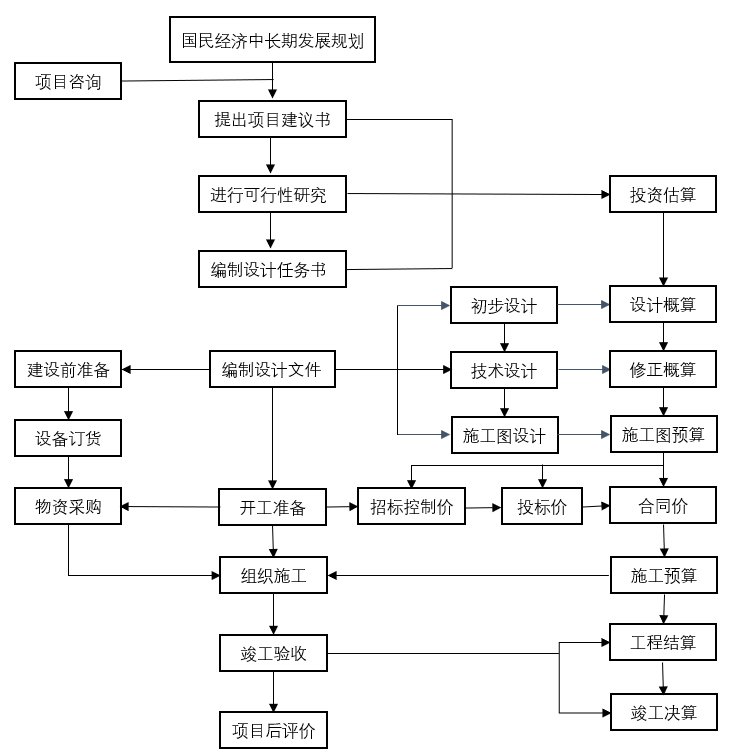 国民经济中长期发展规划
项目咨询
提出项目建议书
进行可行性研究
投资估算
编制设计任务书
初步设计
设计概算
建设前准备
编制设计文件
技术设计
修正概算
设备订货
施工图设计
施工图预算
物资采购
开工准备
招标控制价
投标价
合同价
组织施工
施工预算
竣工验收
工程结算
项目后评价
竣工决算